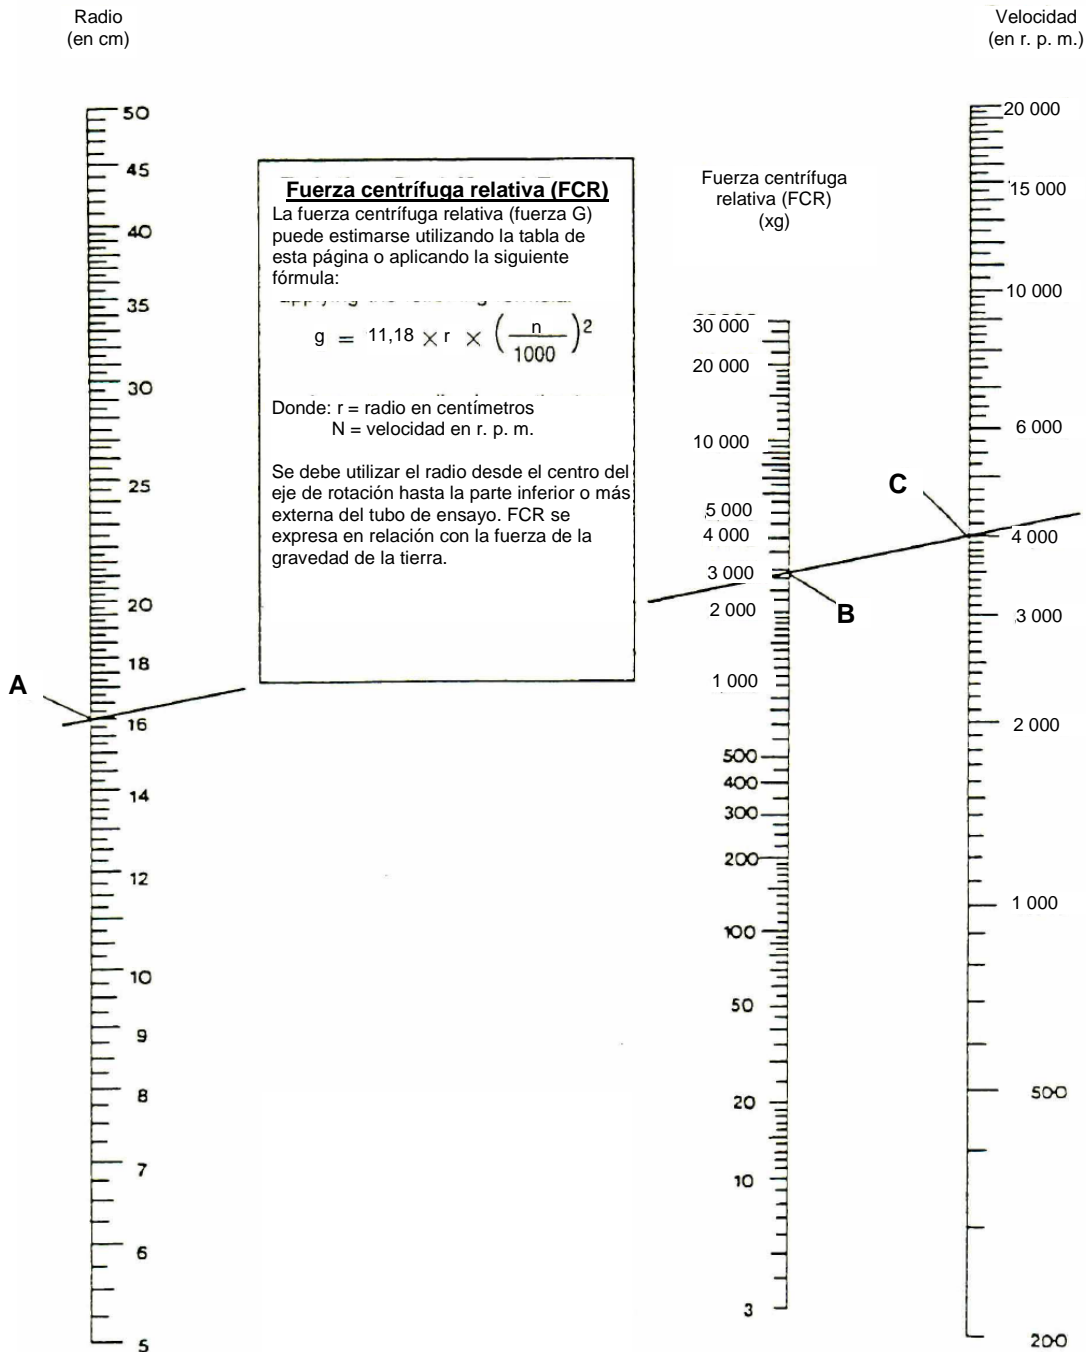 Radio
(en cm)
Velocidad
(en r. p. m.)
50
45
40
35
30
25
20
18
16
14
12
10
9
8
7
6
5
A
Fuerza centrífuga relativa (FCR)
La fuerza centrífuga relativa (fuerza G)
puede estimarse utilizando la tabla de
esta página o aplicando la siguiente
fórmula:
g = 11,18 × r × ( n / 1000 )²
Donde: r = radio en centímetros
N = velocidad en r. p. m.
Se debe utilizar el radio desde el centro del
eje de rotación hasta la parte inferior o más
externa del tubo de ensayo. FCR se
expresa en relación con la fuerza de la
gravedad de la tierra.
Fuerza centrífuga
relativa (FCR)
(xg)
30 000
20 000
10 000
5 000
4 000
3 000
2 000
1 000
500
400
300
200
100
50
20
10
3
B
C
20 000
15 000
10 000
6 000
4 000
3 000
2 000
1 000
500
200